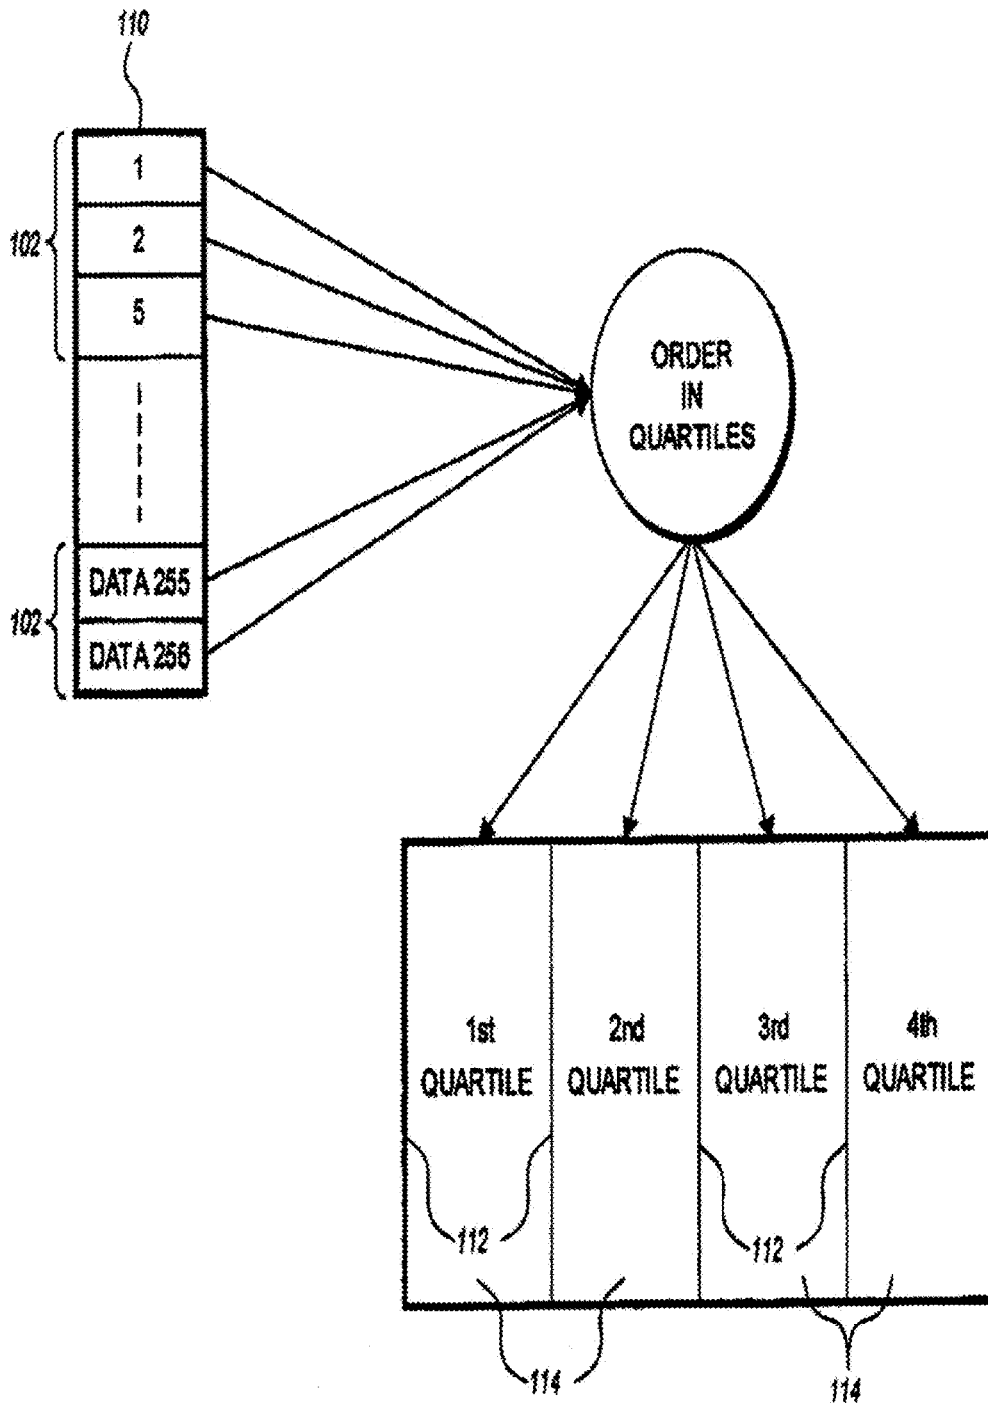 110
1
102
2
5
ORDER
IN
QUARTILES
DATA 255
102
DATA 256
1st
QUARTILE
2nd
QUARTILE
3rd
QUARTILE
4th
QUARTILE
112
112
114
114